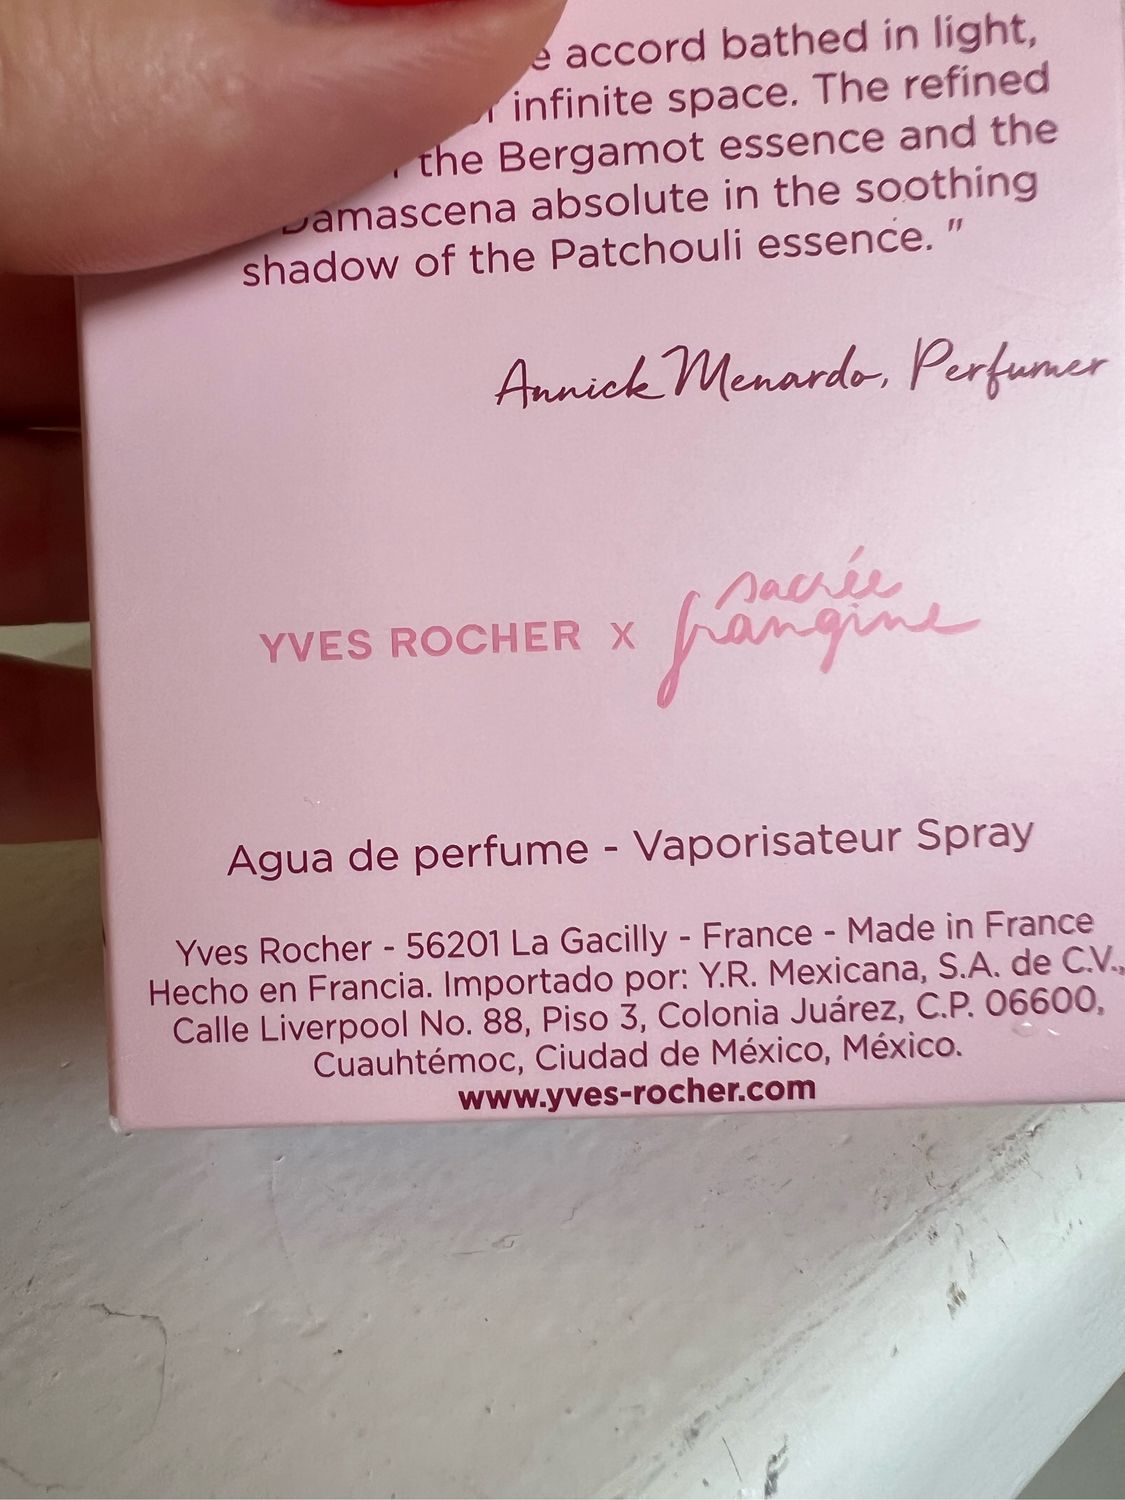 accord bathed in light,
infinite space. The refined
the Bergamot essence and the
Damascena absolute in the soothing
shadow of the Patchouli essence. "
Annick Menardo, Perfumer
YVES ROCHER X sacrée frangine
Agua de perfume - Vaporisateur Spray
Yves Rocher - 56201 La Gacilly - France - Made in France
Hecho en Francia. Importado por: Y.R. Mexicana, S.A. de C.V.,
Calle Liverpool No. 88, Piso 3, Colonia Juárez, C.P. 06600,
Cuauhtémoc, Ciudad de México, México.
www.yves-rocher.com